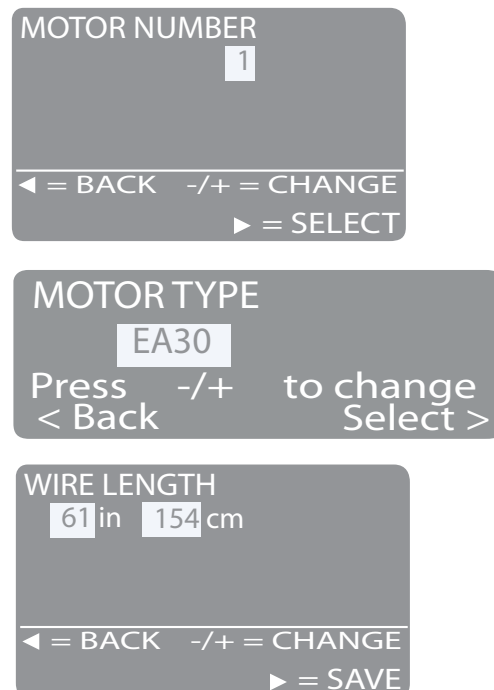 MOTOR NUMBER
1
◄ = BACK -/+ = CHANGE
► = SELECT
MOTOR TYPE
EA30
Press -/+ to change
< Back Select >
WIRE LENGTH
61 in 154 cm
◄ = BACK -/+ = CHANGE
► = SAVE